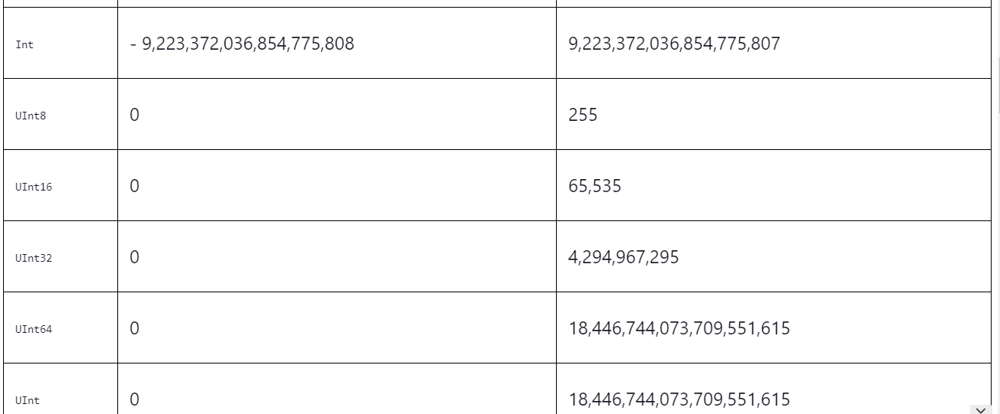 Int - 9,223,372,036,854,775,808 9,223,372,036,854,775,807
UInt8 0 255
UInt16 0 65,535
UInt32 0 4,294,967,295
UInt64 0 18,446,744,073,709,551,615
UInt 0 18,446,744,073,709,551,615